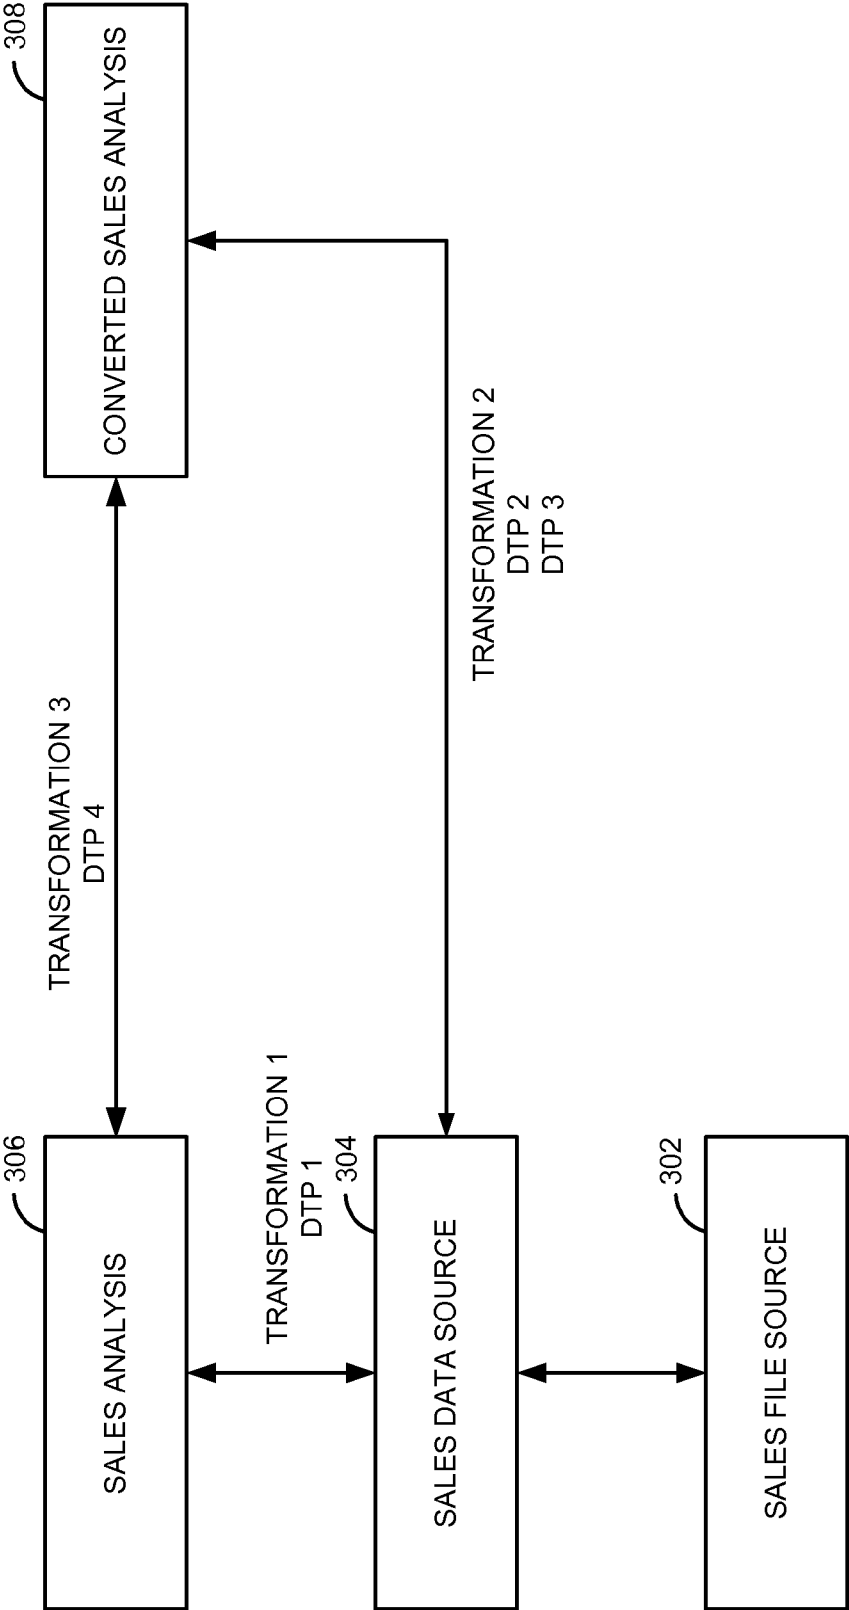 306
SALES ANALYSIS
TRANSFORMATION 3
DTP 4
308
CONVERTED SALES ANALYSIS
TRANSFORMATION 1
DTP 1
304
SALES DATA SOURCE
TRANSFORMATION 2
DTP 2
DTP 3
302
SALES FILE SOURCE